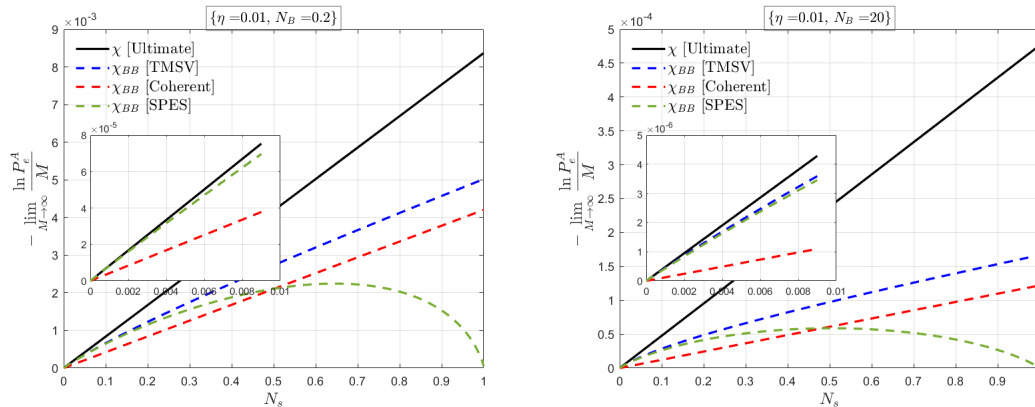 {η =0.01, N_B =0.2}
×10⁻³
9
8
7
6
5
4
3
2
1
0
χ [Ultimate]
χ_BB [TMSV]
χ_BB [Coherent]
χ_BB [SPES]
×10⁻⁵
8
6
4
2
0
0 0.002 0.004 0.006 0.008 0.01
− lim_{M→∞} ln P_e^A / M
0 0.1 0.2 0.3 0.4 0.5 0.6 0.7 0.8 0.9 1
N_s
{η =0.01, N_B =20}
×10⁻⁴
5
4.5
4
3.5
3
2.5
2
1.5
1
0.5
0
χ [Ultimate]
χ_BB [TMSV]
χ_BB [Coherent]
χ_BB [SPES]
×10⁻⁶
5
4
3
2
1
0
0 0.002 0.004 0.006 0.008 0.01
− lim_{M→∞} ln P_e^A / M
0 0.1 0.2 0.3 0.4 0.5 0.6 0.7 0.8 0.9 1
N_s